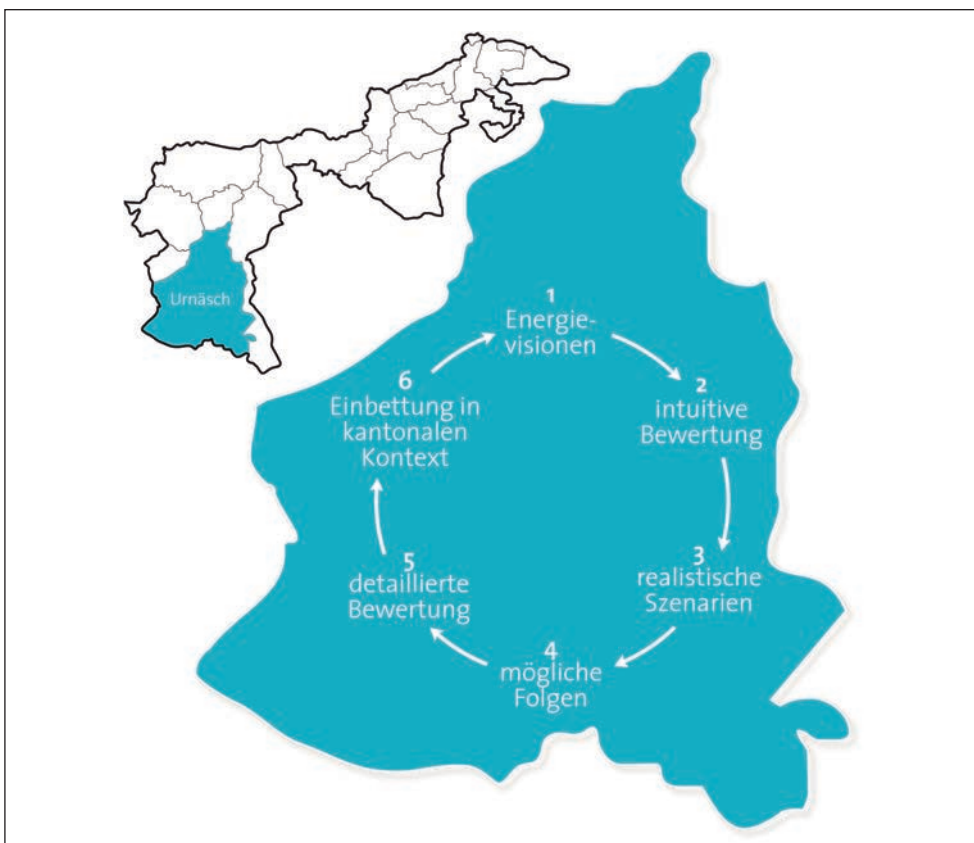 Urnäsch
1
Energie-
visionen
2
intuitive
Bewertung
3
realistische
Szenarien
4
mögliche
Folgen
5
detaillierte
Bewertung
6
Einbettung in
kantonalen
Kontext